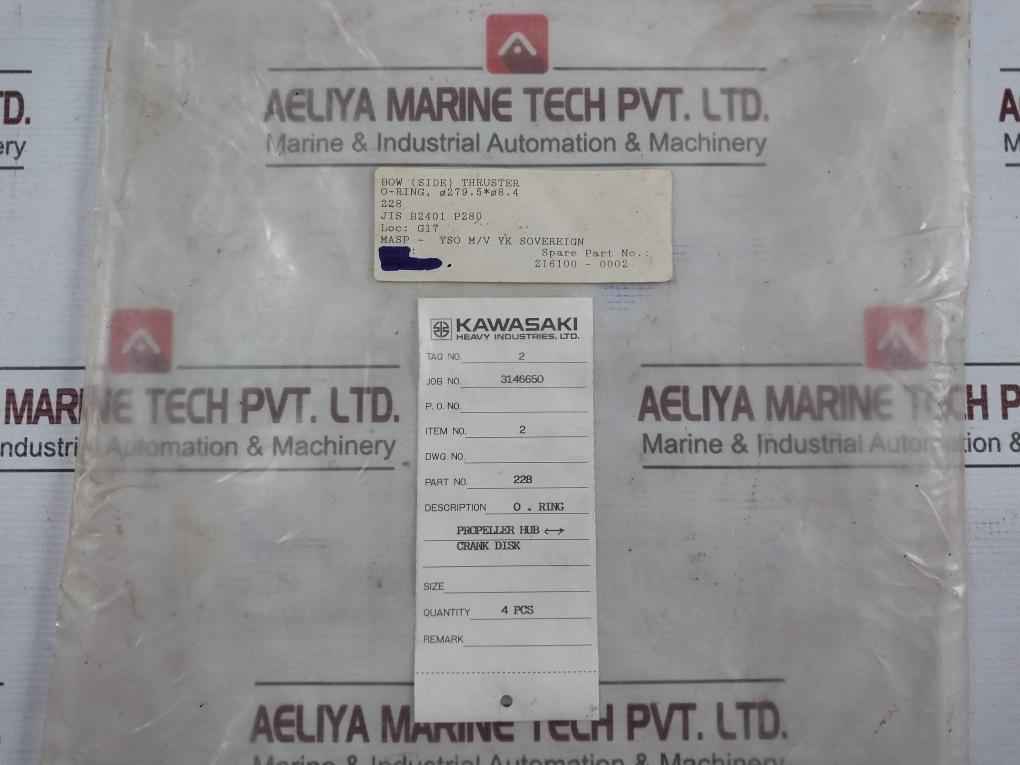 AELIYA MARINE TECH PVT. LTD.
Marine & Industrial Automation & Machinery
BOW (SIDE) THRUSTER
O-RING, ø279.5*ø8.4
228
JIS B2401 P280
Loc: G17
MASP - YSO M/V YK SOVEREIGN
: Spare Part No.:
216100 - 0002
KAWASAKI
HEAVY INDUSTRIES, LTD.
TAG NO. 2
JOB NO. 3146650
P. O. NO.
ITEM NO. 2
DWG. NO.
PART NO. 228
DESCRIPTION O . RING
PROPELLER HUB ↔
CRANK DISK
SIZE
QUANTITY 4 PCS
REMARK
D.
ery
MARINE TECH PVT. LTD.
ndustrial Automation & Machinery
AELIYA MARINE TECH P
Marine & Industrial Automation &
AELIYA MARINE TECH PVT. LTD.
Marine & Industrial Automation & Machinery